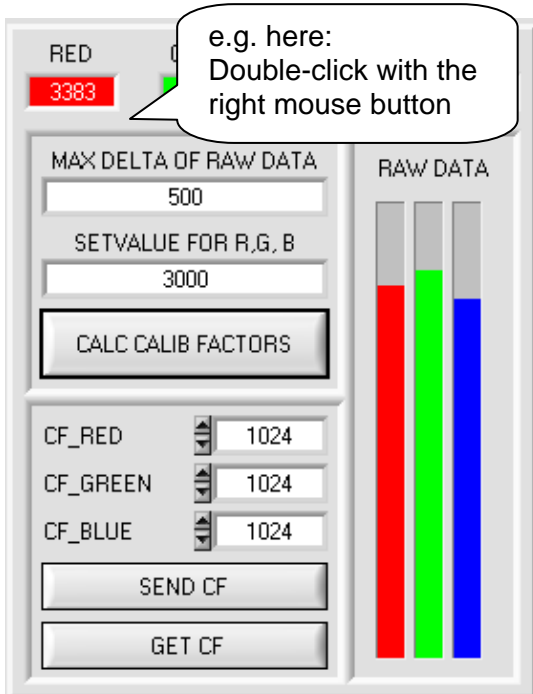 RED
e.g. here:
Double-click with the
right mouse button
3383
MAX DELTA OF RAW DATA
500
SETVALUE FOR R,G, B
3000
CALC CALIB FACTORS
RAW DATA
CF_RED 1024
CF_GREEN 1024
CF_BLUE 1024
SEND CF
GET CF